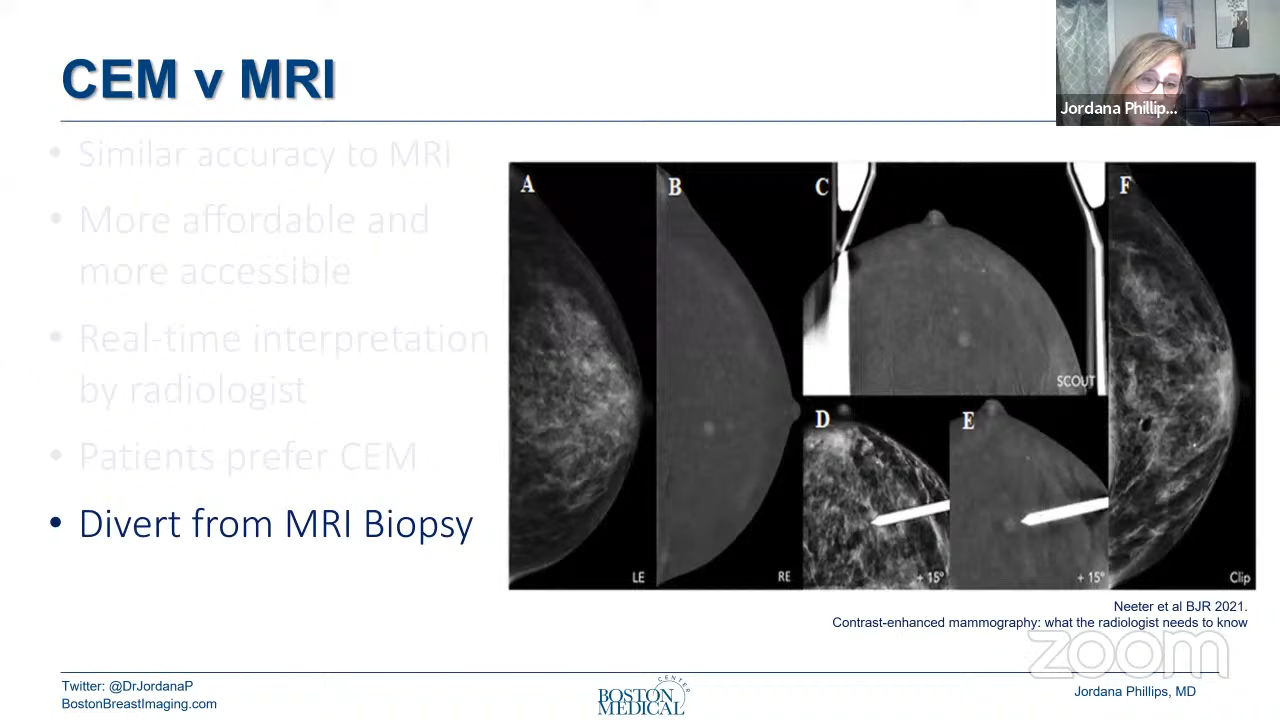 CEM v MRI
Jordana Phillip...
• Similar accuracy to MRI
• More affordable and
more accessible
• Real-time interpretation
by radiologist
• Patients prefer CEM
• Divert from MRI Biopsy
A
B
C
F
SCOUT
D
E
LE
RE
+ 15°
+ 15°
Clip
Neeter et al BJR 2021.
Contrast-enhanced mammography: what the radiologist needs to know
zoom
Twitter: @DrJordanaP
BostonBreastImaging.com
BOSTON
MEDICAL
CENTER
Jordana Phillips, MD